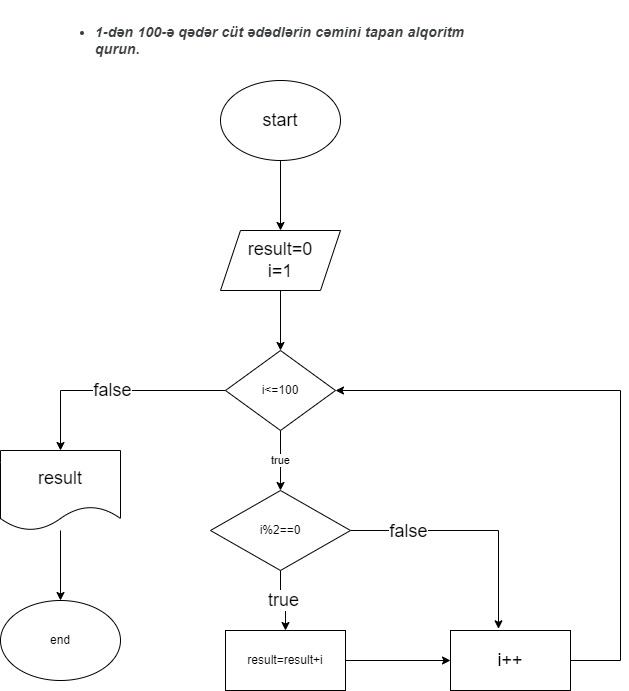 1-dən 100-ə qədər cüt ədədlərin cəmini tapan alqoritm
qurun.
start
result=0
i=1
i<=100
false
true
result
i%2==0
false
true
end
result=result+i
i++